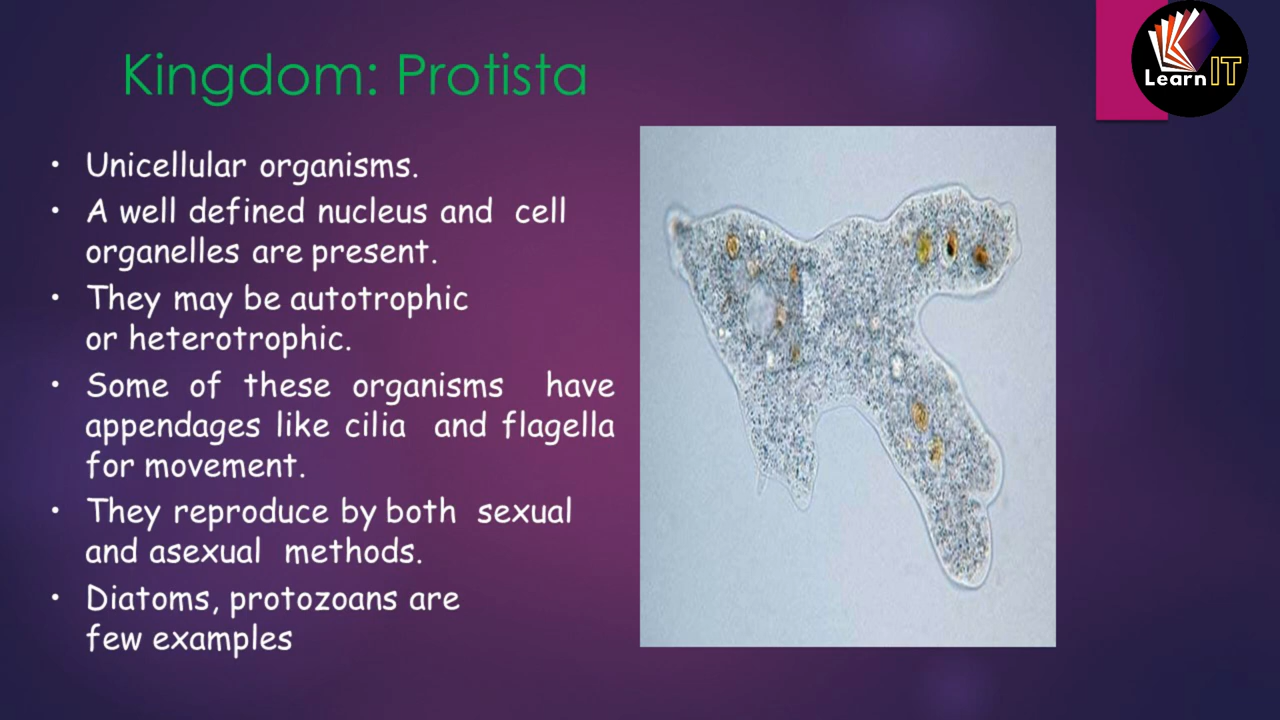 Kingdom: Protista
LearnIT
• Unicellular organisms.
• A well defined nucleus and cell
organelles are present.
• They may be autotrophic
or heterotrophic.
• Some of these organisms have
appendages like cilia and flagella
for movement.
• They reproduce by both sexual
and asexual methods.
• Diatoms, protozoans are
few examples